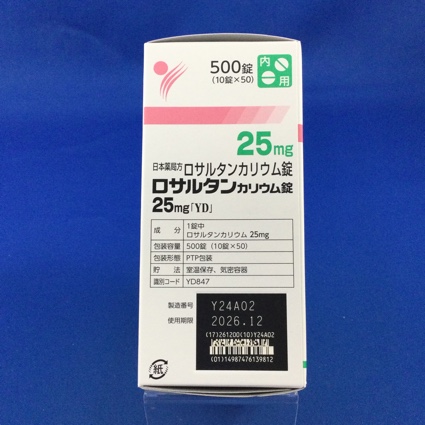 500錠
(10錠×50)
内
用
25mg
日本薬局方 ロサルタンカリウム錠
ロサルタンカリウム錠
25mg「YD」
成 分 1錠中
ロサルタンカリウム 25mg
包装容量 500錠 (10錠×50)
包装形態 PTP包装
貯 法 室温保存、気密容器
識別コード YD847
製造番号 Y24A02
使用期限 2026.12
(17)261200(10)Y24A02
(01)14987476139812
紙